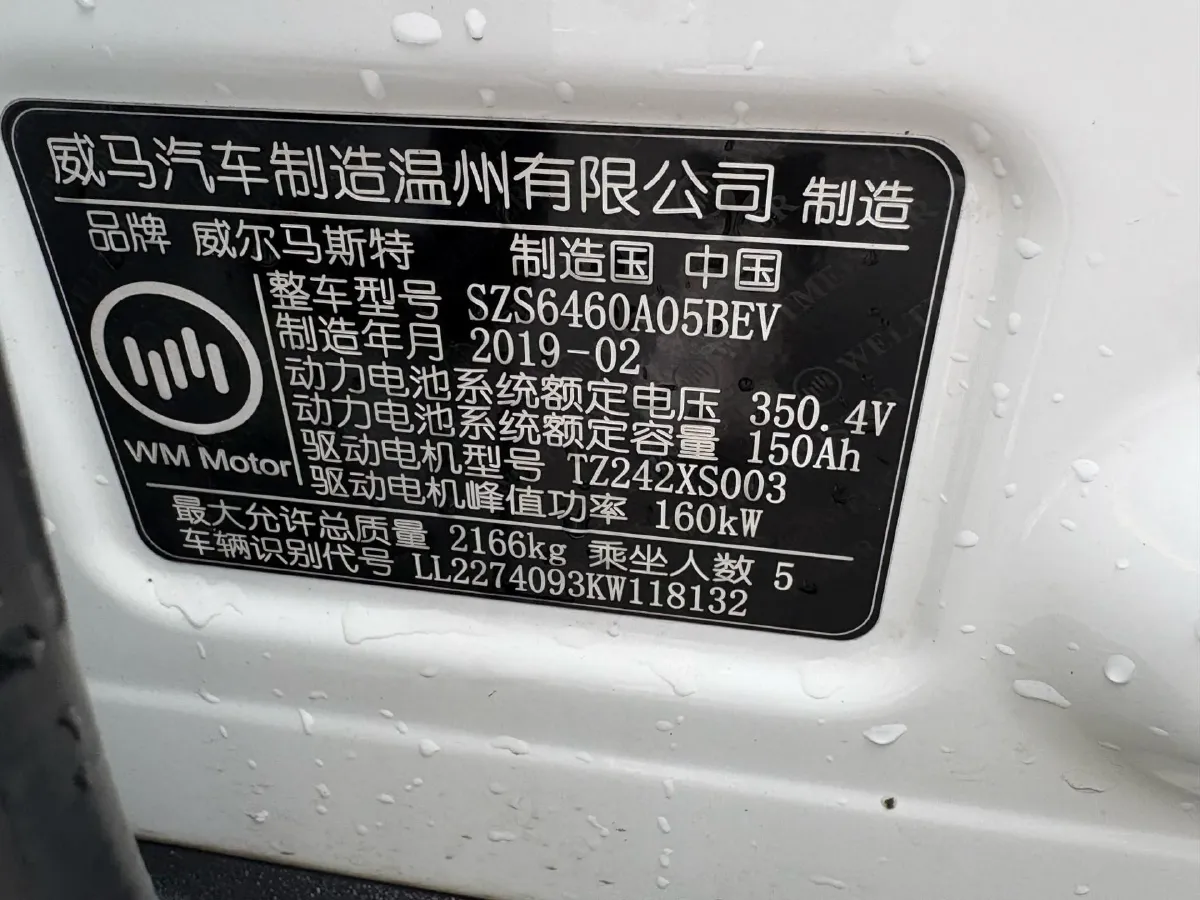 威马汽车制造温州有限公司 制造
品牌 威尔马斯特 制造国 中国
整车型号 SZS6460A05BEV
制造年月 2019-02
动力电池系统额定电压 350.4V
动力电池系统额定容量 150Ah
驱动电机型号 TZ242XS003
驱动电机峰值功率 160kW
WM Motor
最大允许总质量 2166kg 乘坐人数 5
车辆识别代号 LL2274093KW118132